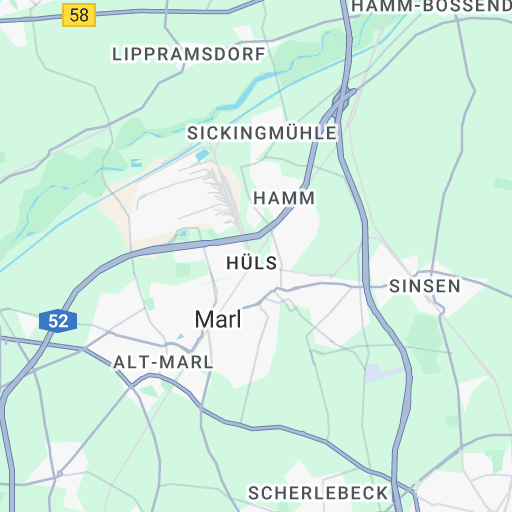 HAMM-BOSSEND
58
LIPPRAMSDORF
SICKINGMÜHLE
HAMM
HÜLS
SINSEN
52
Marl
ALT-MARL
SCHERLEBECK